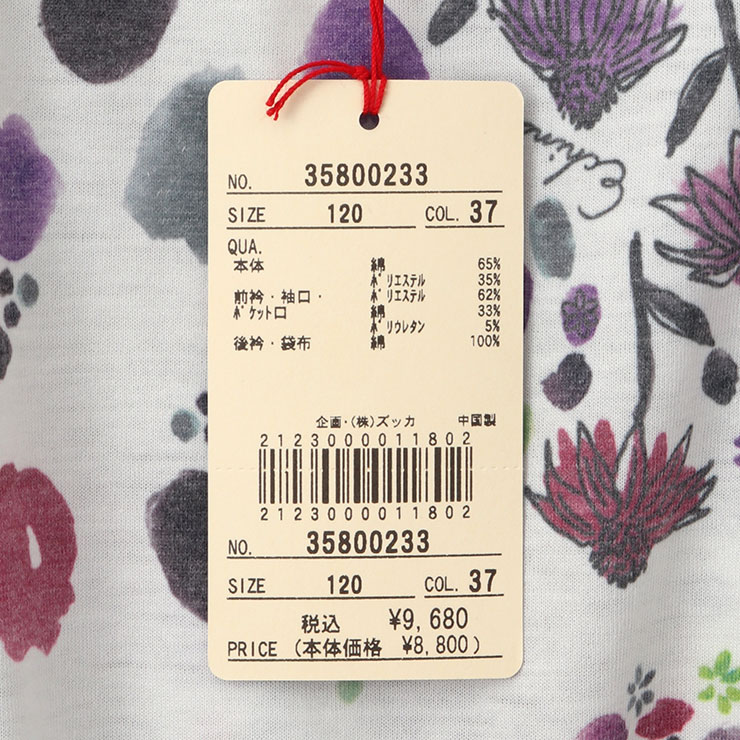 NO. 35800233
SIZE 120 COL. 37
QUA.
本体 綿 65%
ポリエステル 35%
前衿・袖口・ ポリエステル 62%
ポケット口 綿 33%
ポリウレタン 5%
後衿・袋布 綿 100%
企画・(株)ズッカ 中国製
2123000011802
2123000011802
NO. 35800233
SIZE 120 COL. 37
税込 ¥9,680
PRICE (本体価格 ¥8,800)
Echina